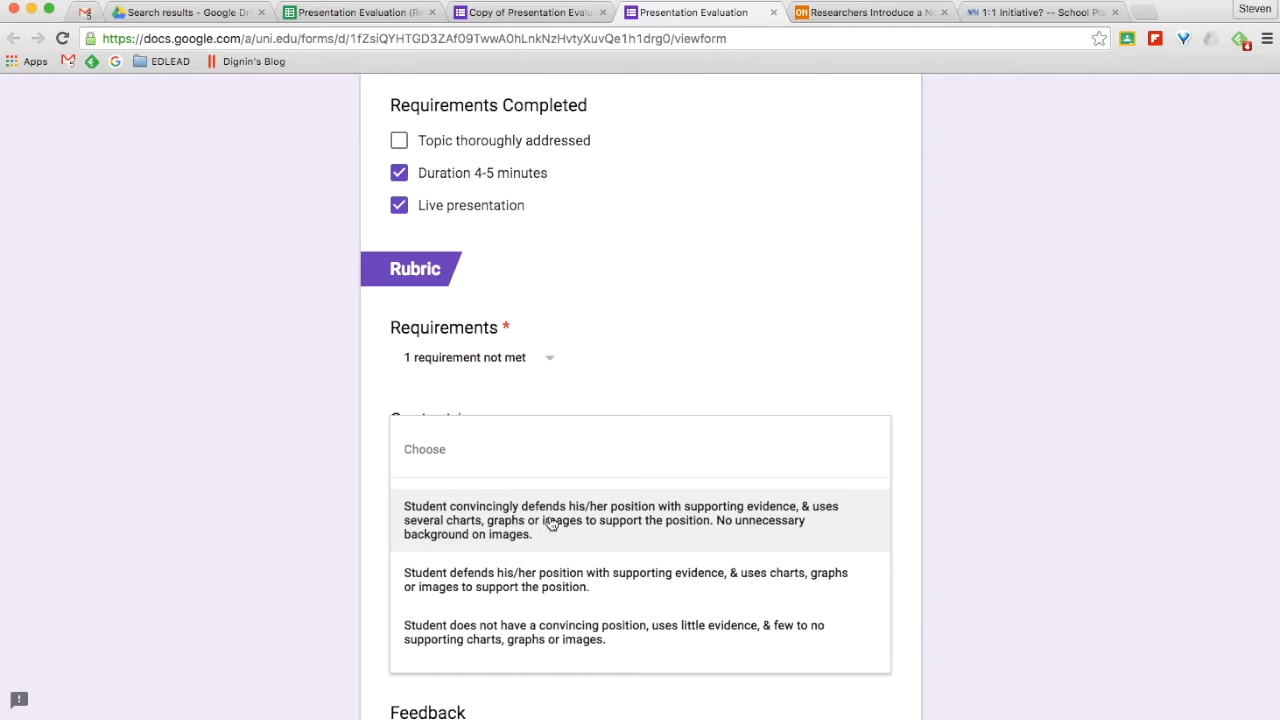 Search results - Google Dri
Presentation Evaluation (Re
Copy of Presentation Evalu
Presentation Evaluation
Researchers Introduce a N
1:1 Initiative? -- School Pla
Steven
https://docs.google.com/a/uni.edu/forms/d/1fZsiQYHTGD3ZAf09TwwA0hLnkNzHvtyXuvQe1h1drg0/viewform
Apps
EDLEAD
Dignin's Blog
Requirements Completed
Topic thoroughly addressed
Duration 4-5 minutes
Live presentation
Rubric
Requirements *
1 requirement not met
Choose
Student convincingly defends his/her position with supporting evidence, & uses
several charts, graphs or images to support the position. No unnecessary
background on images.
Student defends his/her position with supporting evidence, & uses charts, graphs
or images to support the position.
Student does not have a convincing position, uses little evidence, & few to no
supporting charts, graphs or images.
Feedback